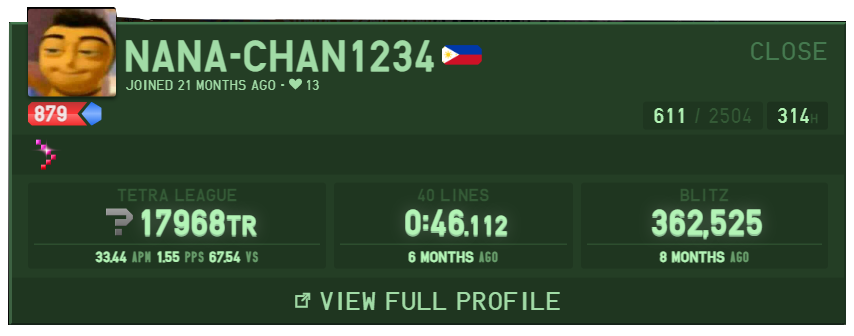 NANA-CHAN1234
CLOSE
JOINED 21 MONTHS AGO - ♥ 13
879
611 / 2504 314H
TETRA LEAGUE
? 17968TR
33.44 APM 1.55 PPS 67.54 VS
40 LINES
0:46.112
6 MONTHS AGO
BLITZ
362,525
8 MONTHS AGO
VIEW FULL PROFILE